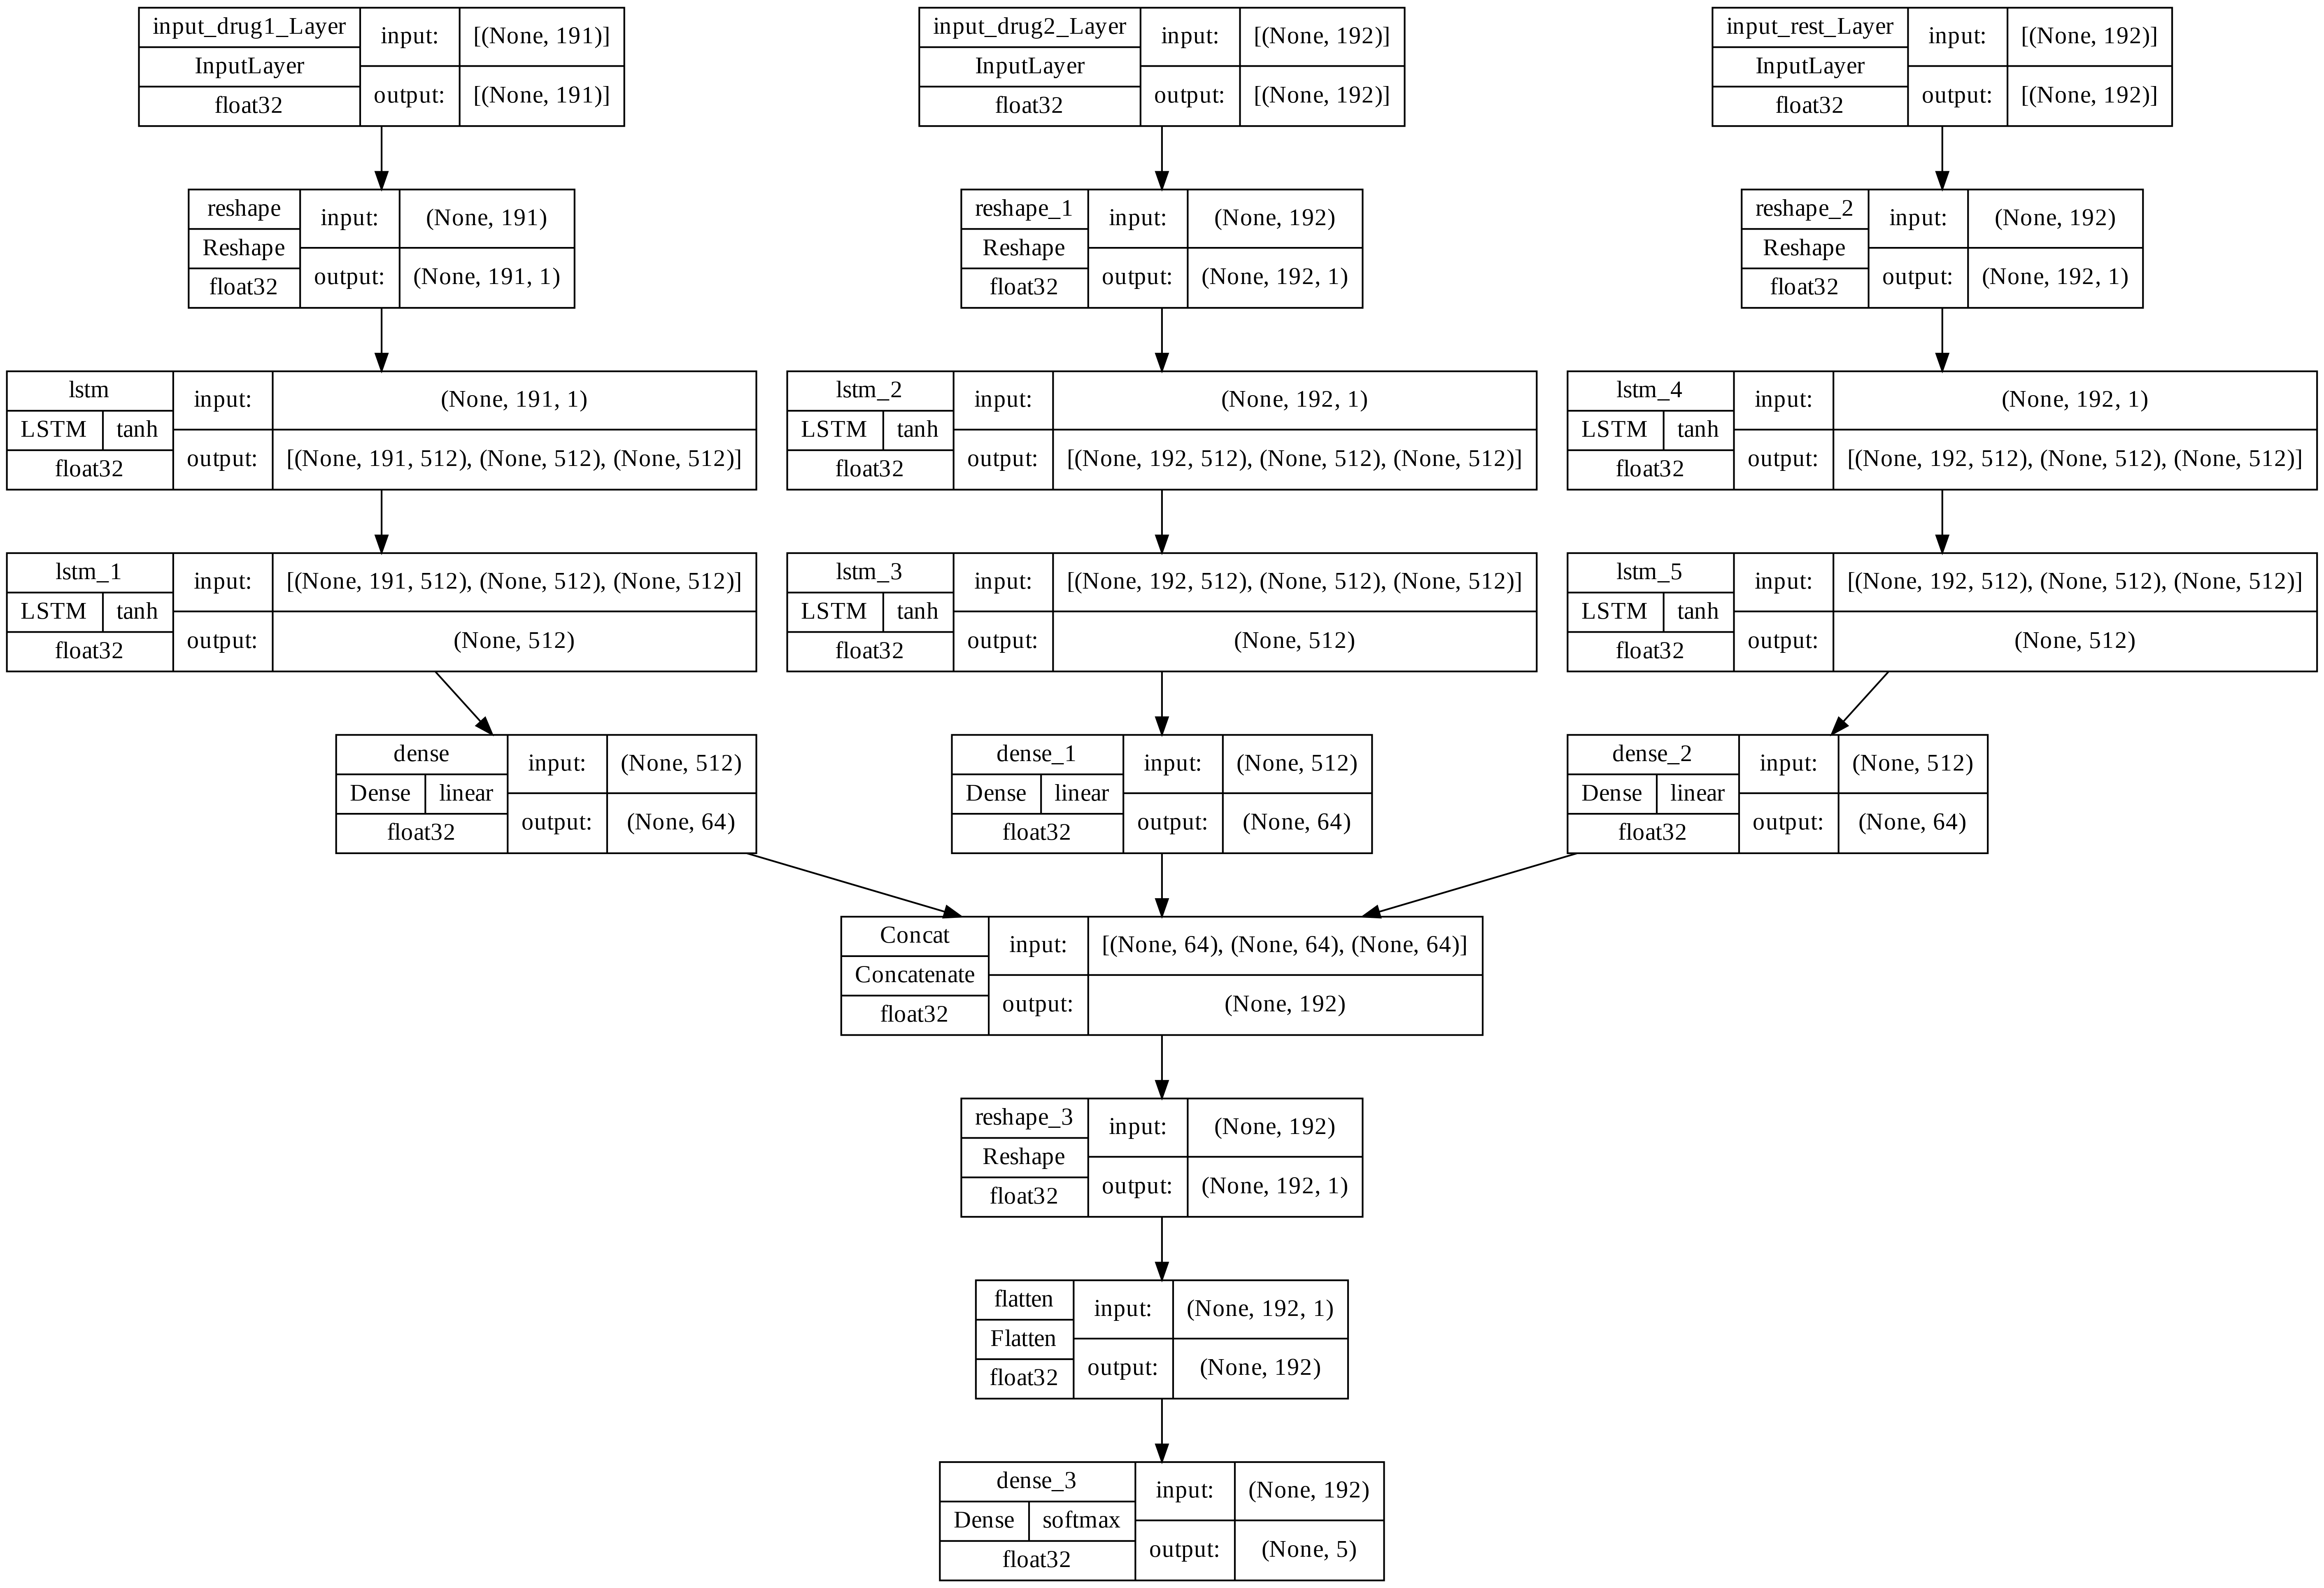 input_drug1_Layer
InputLayer
float32
input:
[(None, 191)]
output:
[(None, 191)]
input_drug2_Layer
InputLayer
float32
input:
[(None, 192)]
output:
[(None, 192)]
input_rest_Layer
InputLayer
float32
input:
[(None, 192)]
output:
[(None, 192)]
reshape
Reshape
float32
input:
(None, 191)
output:
(None, 191, 1)
reshape_1
Reshape
float32
input:
(None, 192)
output:
(None, 192, 1)
reshape_2
Reshape
float32
input:
(None, 192)
output:
(None, 192, 1)
lstm
LSTM tanh
float32
input:
(None, 191, 1)
output:
[(None, 191, 512), (None, 512), (None, 512)]
lstm_2
LSTM tanh
float32
input:
(None, 192, 1)
output:
[(None, 192, 512), (None, 512), (None, 512)]
lstm_4
LSTM tanh
float32
input:
(None, 192, 1)
output:
[(None, 192, 512), (None, 512), (None, 512)]
lstm_1
LSTM tanh
float32
input:
[(None, 191, 512), (None, 512), (None, 512)]
output:
(None, 512)
lstm_3
LSTM tanh
float32
input:
[(None, 192, 512), (None, 512), (None, 512)]
output:
(None, 512)
lstm_5
LSTM tanh
float32
input:
[(None, 192, 512), (None, 512), (None, 512)]
output:
(None, 512)
dense
Dense linear
float32
input:
(None, 512)
output:
(None, 64)
dense_1
Dense linear
float32
input:
(None, 512)
output:
(None, 64)
dense_2
Dense linear
float32
input:
(None, 512)
output:
(None, 64)
Concat
Concatenate
float32
input:
[(None, 64), (None, 64), (None, 64)]
output:
(None, 192)
reshape_3
Reshape
float32
input:
(None, 192)
output:
(None, 192, 1)
flatten
Flatten
float32
input:
(None, 192, 1)
output:
(None, 192)
dense_3
Dense softmax
float32
input:
(None, 192)
output:
(None, 5)